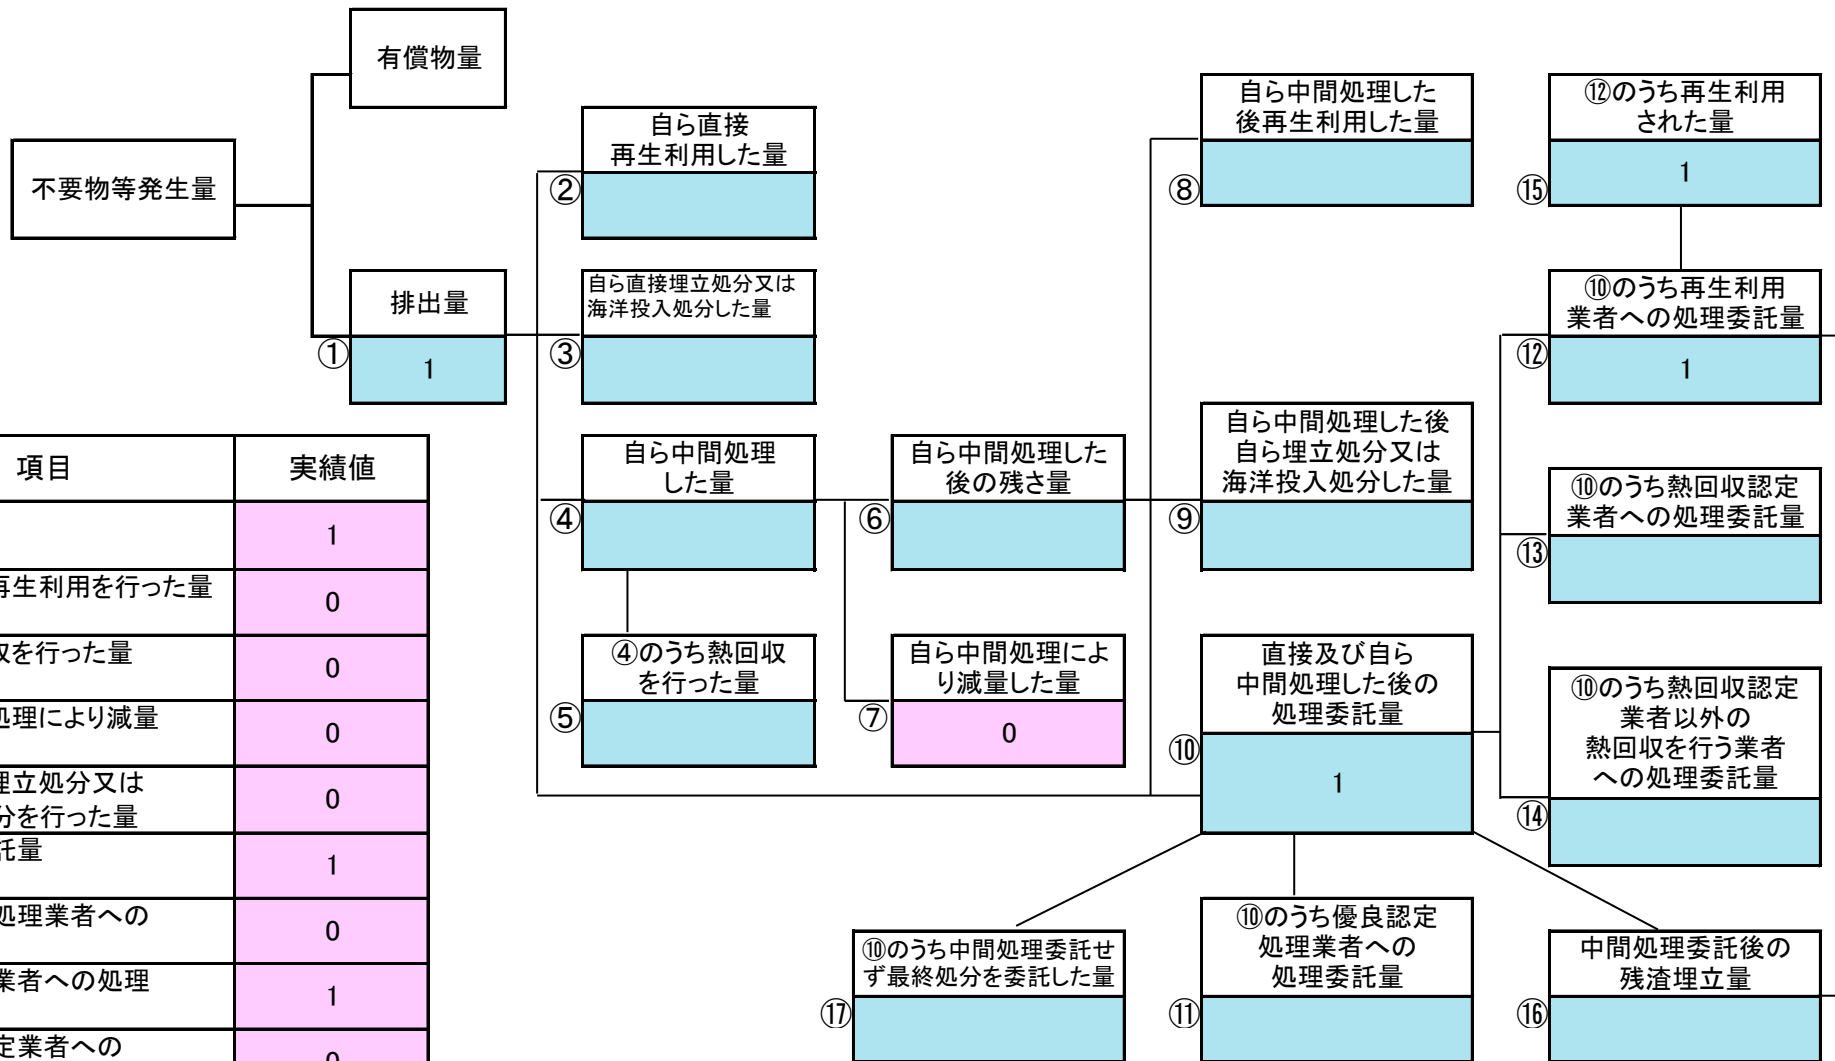 有償物量
不要物等発生量
排出量
①
1
自ら直接
再生利用した量
②
自ら直接埋立処分又は
海洋投入処分した量
③
自ら中間処理
した量
④
④のうち熱回収
を行った量
⑤
自ら中間処理した
後の残さ量
⑥
自ら中間処理によ
り減量した量
⑦
0
自ら中間処理した
後再生利用した量
⑧
自ら中間処理した後
自ら埋立処分又は
海洋投入処分した量
⑨
直接及び自ら
中間処理した後の
処理委託量
⑩
1
⑫のうち再生利用
された量
⑮
1
⑩のうち再生利用
業者への処理委託量
⑫
1
⑩のうち熱回収認定
業者への処理委託量
⑬
⑩のうち熱回収認定
業者以外の
熱回収を行う業者
への処理委託量
⑭
⑩のうち中間処理委託せ
ず最終処分を委託した量
⑰
⑩のうち優良認定
処理業者への
処理委託量
⑪
中間処理委託後の
残渣埋立量
⑯
項目 実績値
1
再生利用を行った量
0
収を行った量
0
処理により減量
0
埋立処分又は
分を行った量
0
託量
1
処理業者への
0
業者への処理
1
定業者への
0